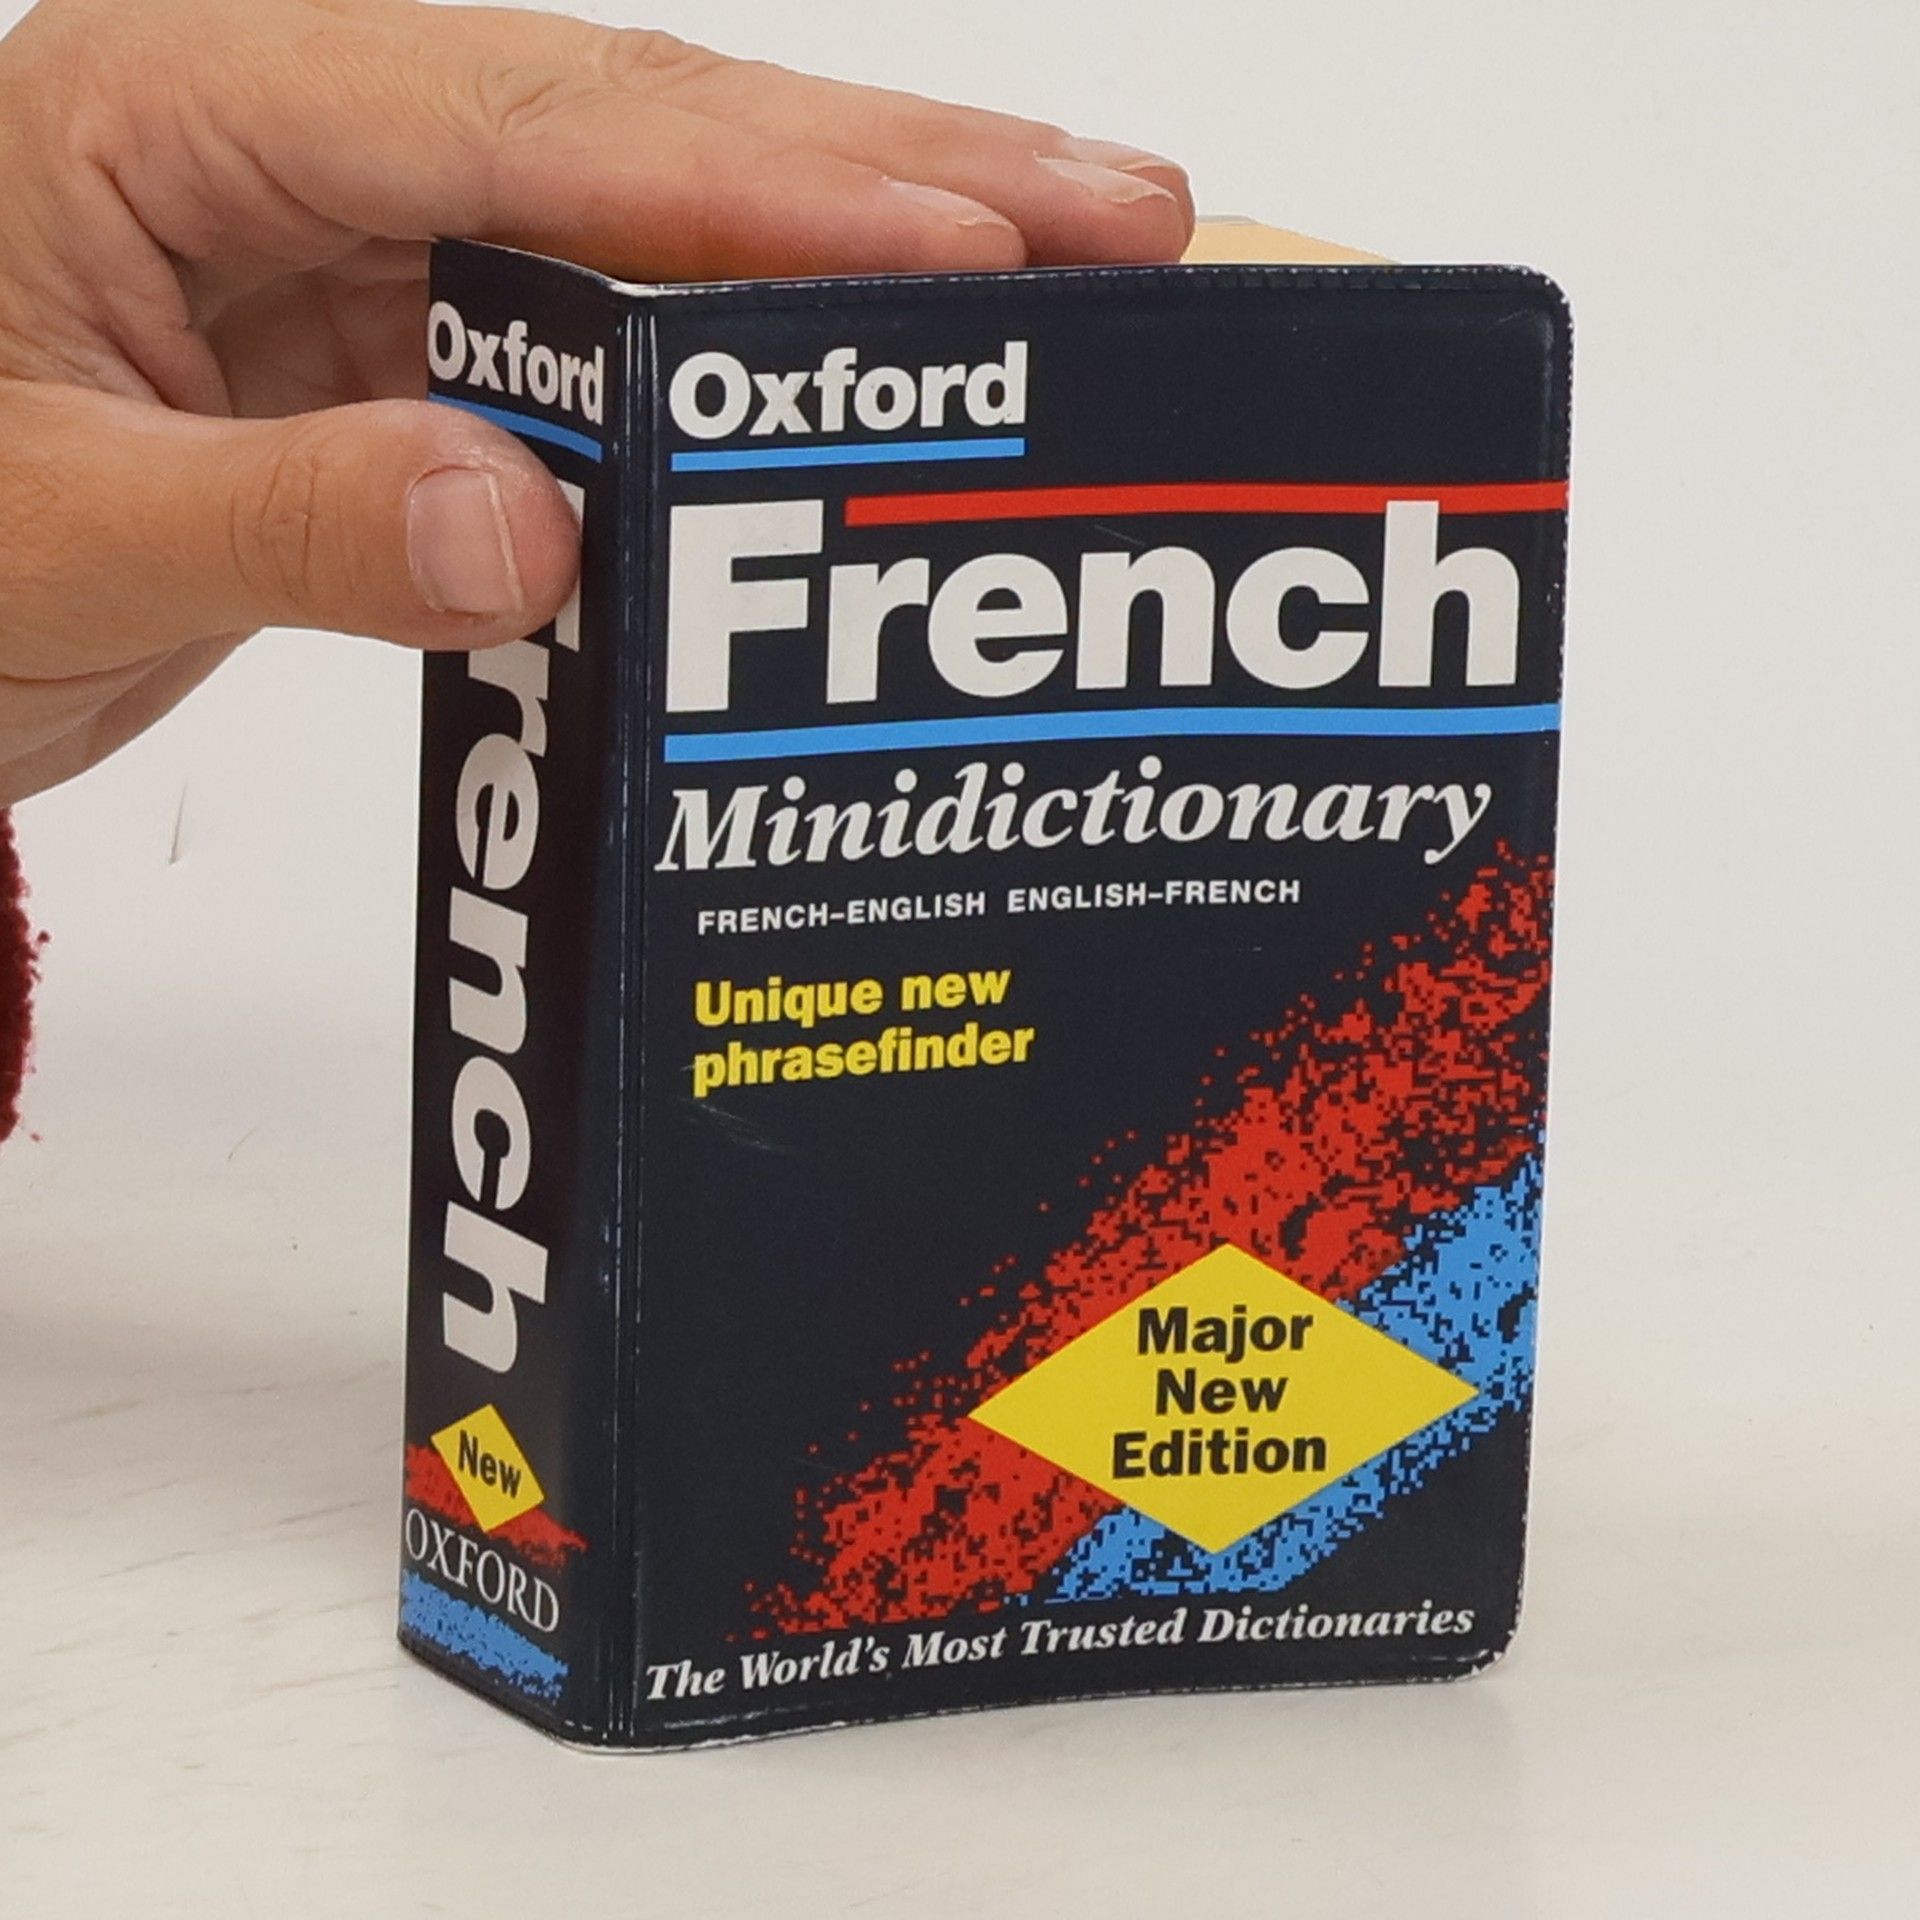 Oxford
French
New
OXFORD
Oxford
French
Minidictionary
FRENCH–ENGLISH ENGLISH–FRENCH
Unique new
phrasefinder
Major
New
Edition
The World's Most Trusted Dictionaries